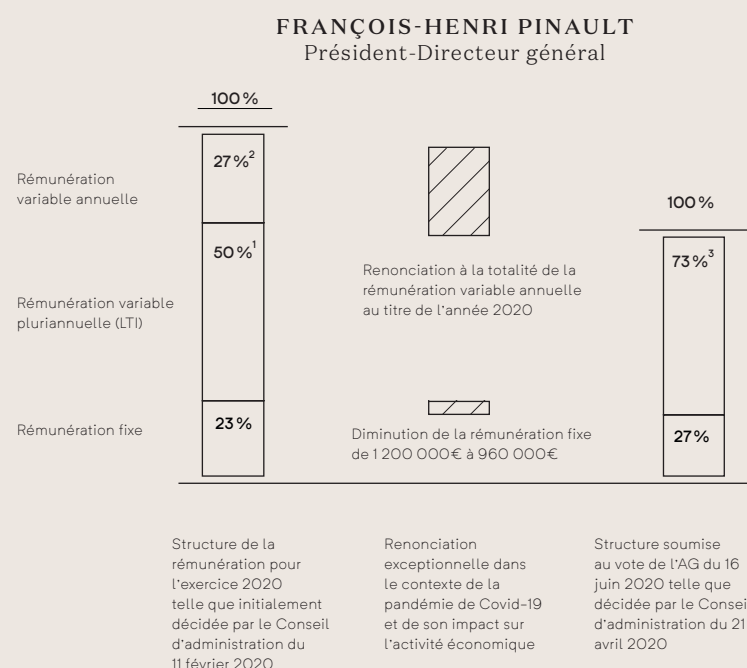 FRANÇOIS-HENRI PINAULT
Président-Directeur général
100 %
27 %²
Rémunération
variable annuelle
50 %¹
Rémunération variable
pluriannuelle (LTI)
23 %
Rémunération fixe
Renonciation à la totalité de la
rémunération variable annuelle
au titre de l'année 2020
Diminution de la rémunération fixe
de 1 200 000€ à 960 000€
100 %
73 %³
27 %
Structure de la
rémunération pour
l'exercice 2020
telle que initialement
décidée par le Conseil
d'administration du
11 février 2020
Renonciation
exceptionnelle dans
le contexte de la
pandémie de Covid-19
et de son impact sur
l'activité économique
Structure soumise
au vote de l'AG du 16
juin 2020 telle que
décidée par le Conseil
d'administration du 21
avril 2020